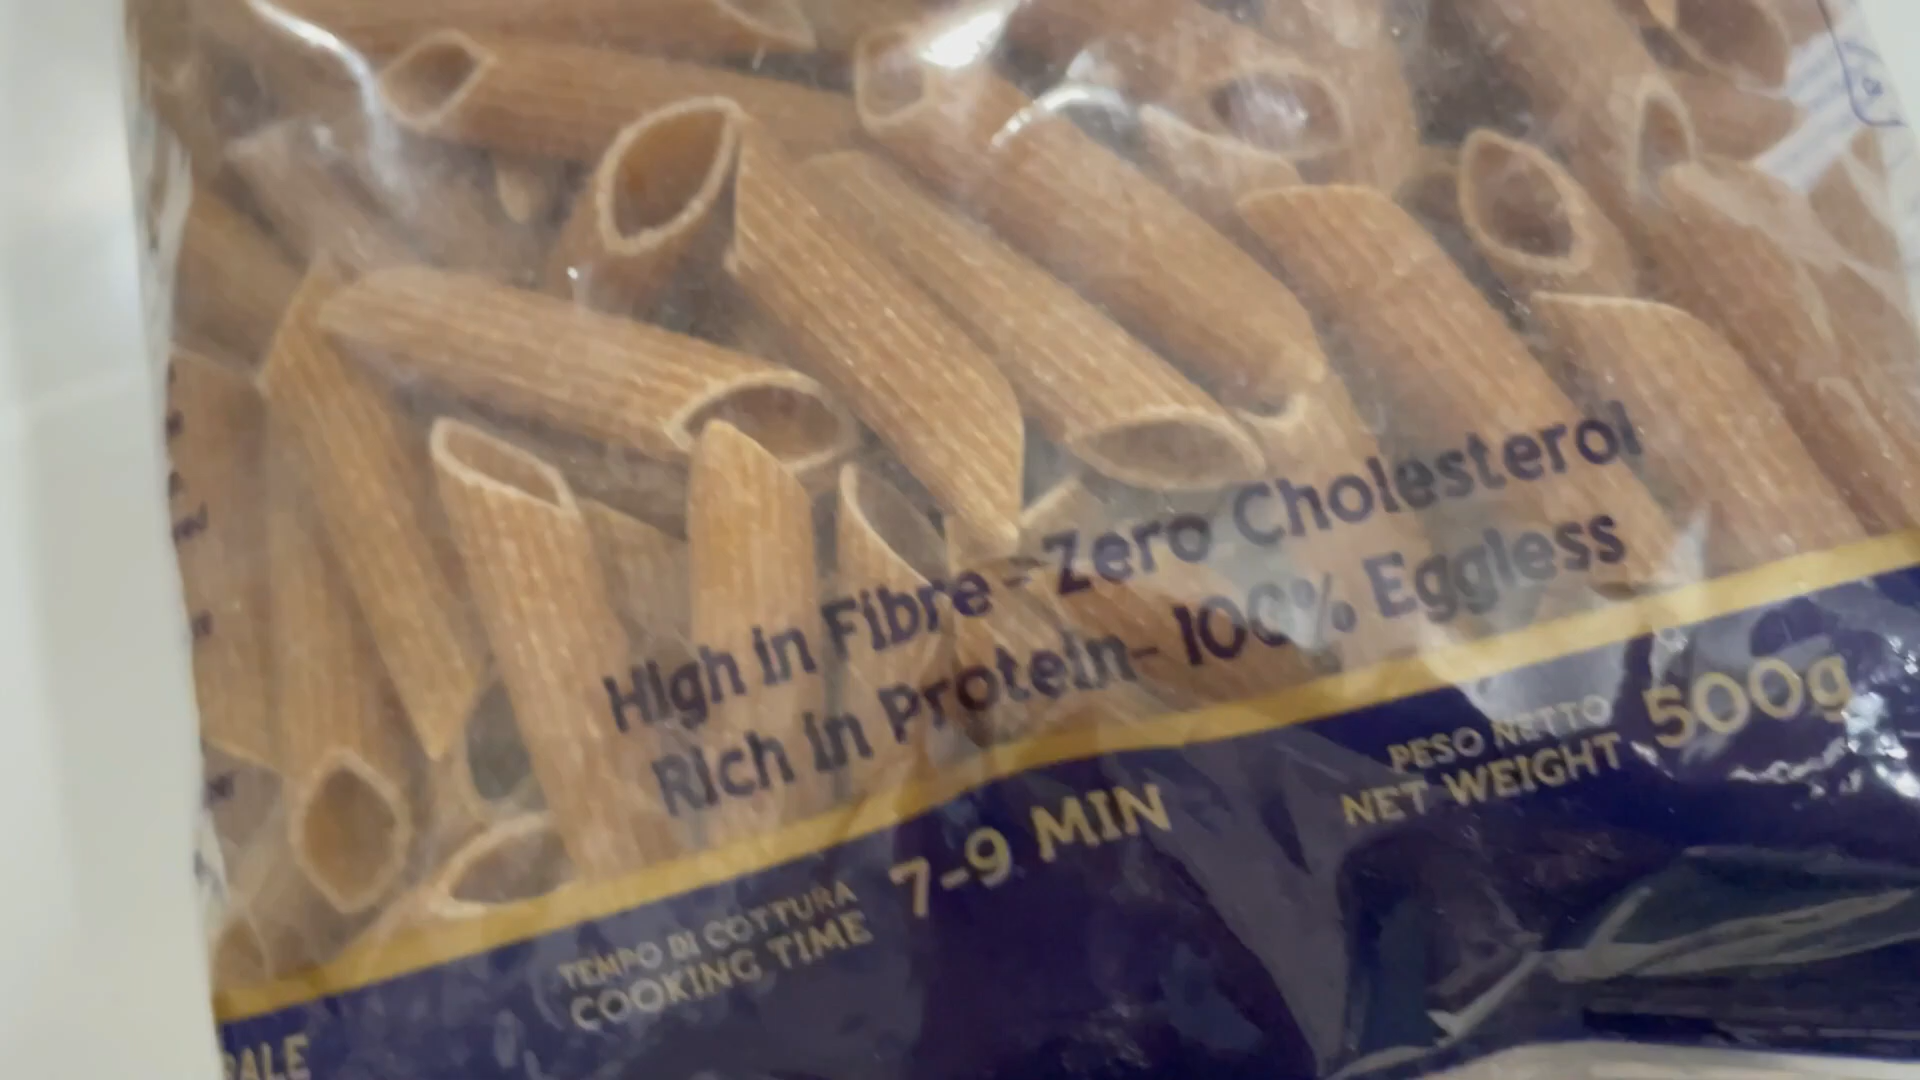 High in Fibre - Zero Cholesterol
Rich in Protein- 100% Eggless
PESO NETTO
NET WEIGHT 500g
TEMPO DI COTTURA
COOKING TIME 7-9 MIN